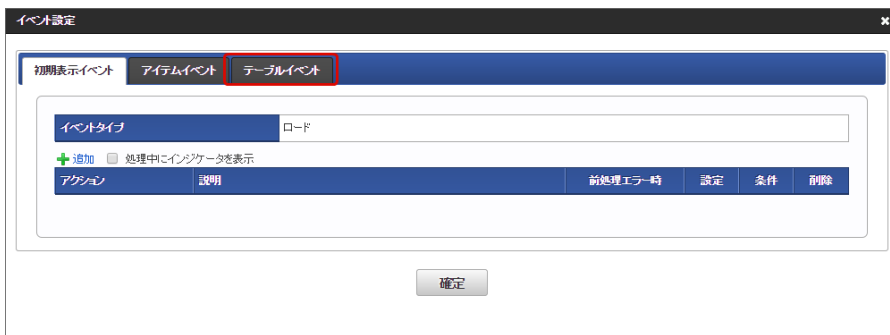 イベント設定
初期表示イベント アイテムイベント テーブルイベント
イベントタイプ ロード
追加 処理中にインジケータを表示
アクション 説明 前処理エラー時 設定 条件 削除
確定